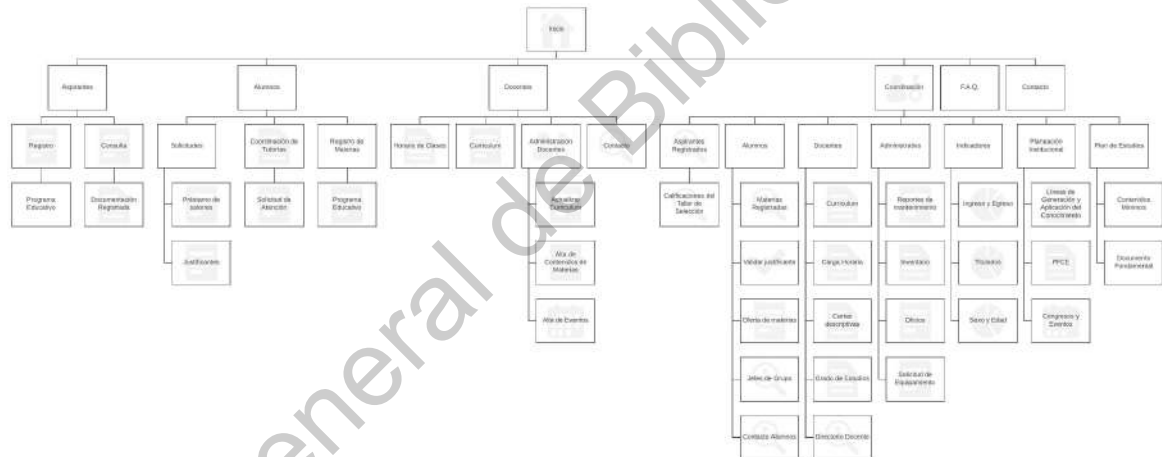 Inicio
Aspirantes
Alumnos
Docentes
Coordinación
F.A.Q.
Contacto
Registro
Consulta
Solicitudes
Coordinación de
Tutorías
Registro de
Materias
Horario de Clases
Curriculum
Administración
Docentes
Contacto
Aspirantes
Registrados
Alumnos
Docentes
Administrativo
Indicadores
Planeación
Institucional
Plan de Estudios
Programa
Educativo
Documentación
Registrada
Préstamo de
salones
Solicitud de
Atención
Programa
Educativo
Actualizar
Curriculum
Calificaciones del
Taller de
Selección
Materias
Registradas
Curriculum
Reportes de
mantenimiento
Ingreso y Egreso
Líneas de
Generación y
Aplicación del
Conocimiento
Contenidos
Mínimos
Justificantes
Alta de
Contenidos de
Materias
Validar justificante
Carga Horaria
Inventario
Titulados
PFCE
Documento
Fundamental
Alta de Eventos
Oferta de materias
Cartas
descriptivas
Oficios
Sexo y Edad
Congresos y
Eventos
Jefes de Grupo
Grado de Estudios
Solicitud de
Equipamiento
Contacto Alumnos
Directorio Docente
eneral de Biblio